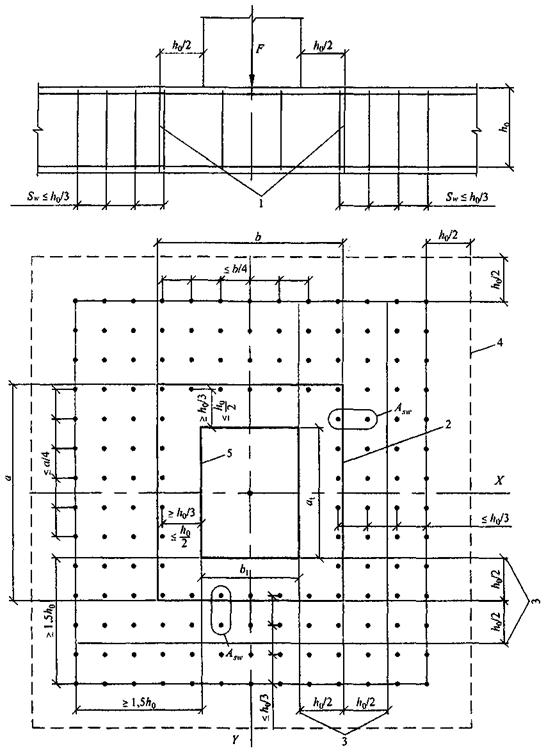 h₀/2
F
h₀/2
h₀
Sw ≤ h₀/3
1
Sw ≤ h₀/3
b
h₀/2
≤ b/4
h₀/2
4
≥ h₀/3
≤ h₀/2
Asw
2
a
≤ a/4
5
a₁
X
≥ h₀/3
≤ h₀/2
≤ h₀/3
b₁
h₀/2
3
h₀/2
≥ 1,5h₀
Asw
≤ h₀/3
≥ 1,5h₀
h₀/2
h₀/2
Y
3